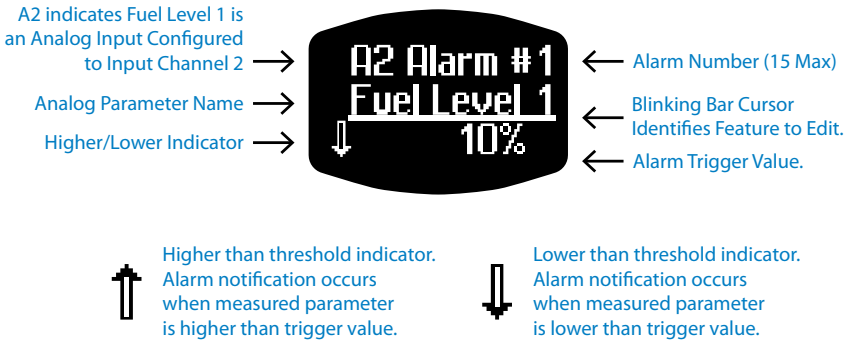 A2 indicates Fuel Level 1 is
an Analog Input Configured
to Input Channel 2
Analog Parameter Name
Higher/Lower Indicator
A2 Alarm #1
Fuel Level 1
10%
Alarm Number (15 Max)
Blinking Bar Cursor
Identifies Feature to Edit.
Alarm Trigger Value.
Higher than threshold indicator.
Alarm notification occurs
when measured parameter
is higher than trigger value.
Lower than threshold indicator.
Alarm notification occurs
when measured parameter
is lower than trigger value.